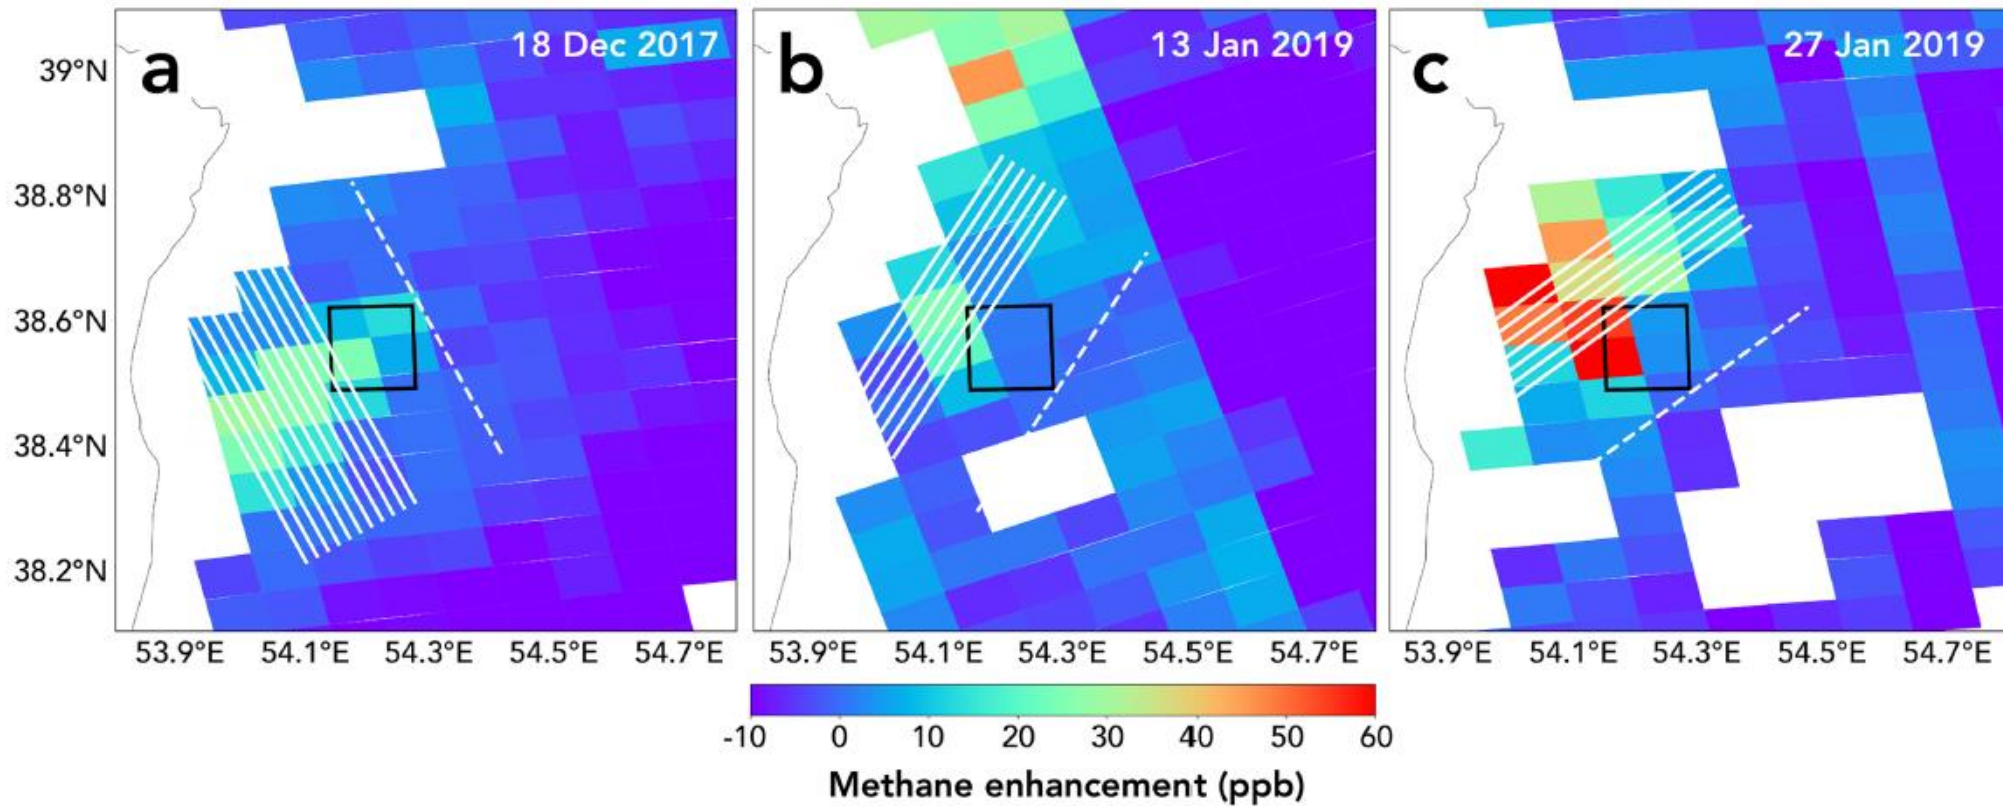 a 18 Dec 2017 b 13 Jan 2019 c 27 Jan 2019
39°N
38.8°N
38.6°N
38.4°N
38.2°N
53.9°E 54.1°E 54.3°E 54.5°E 54.7°E 53.9°E 54.1°E 54.3°E 54.5°E 54.7°E 53.9°E 54.1°E 54.3°E 54.5°E 54.7°E
-10 0 10 20 30 40 50 60
Methane enhancement (ppb)